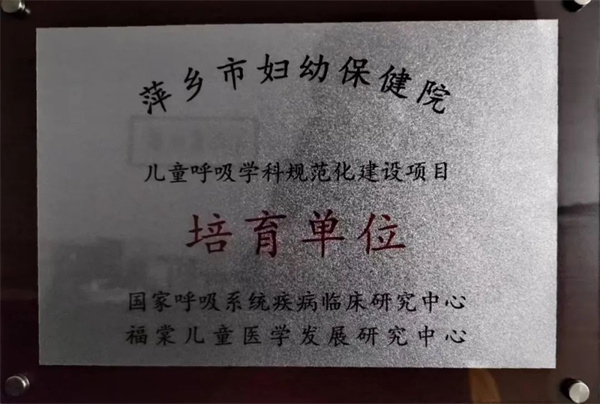 萍乡市妇幼保健院
儿童呼吸学科规范化建设项目
培育单位
国家呼吸系统疾病临床研究中心
福棠儿童医学发展研究中心